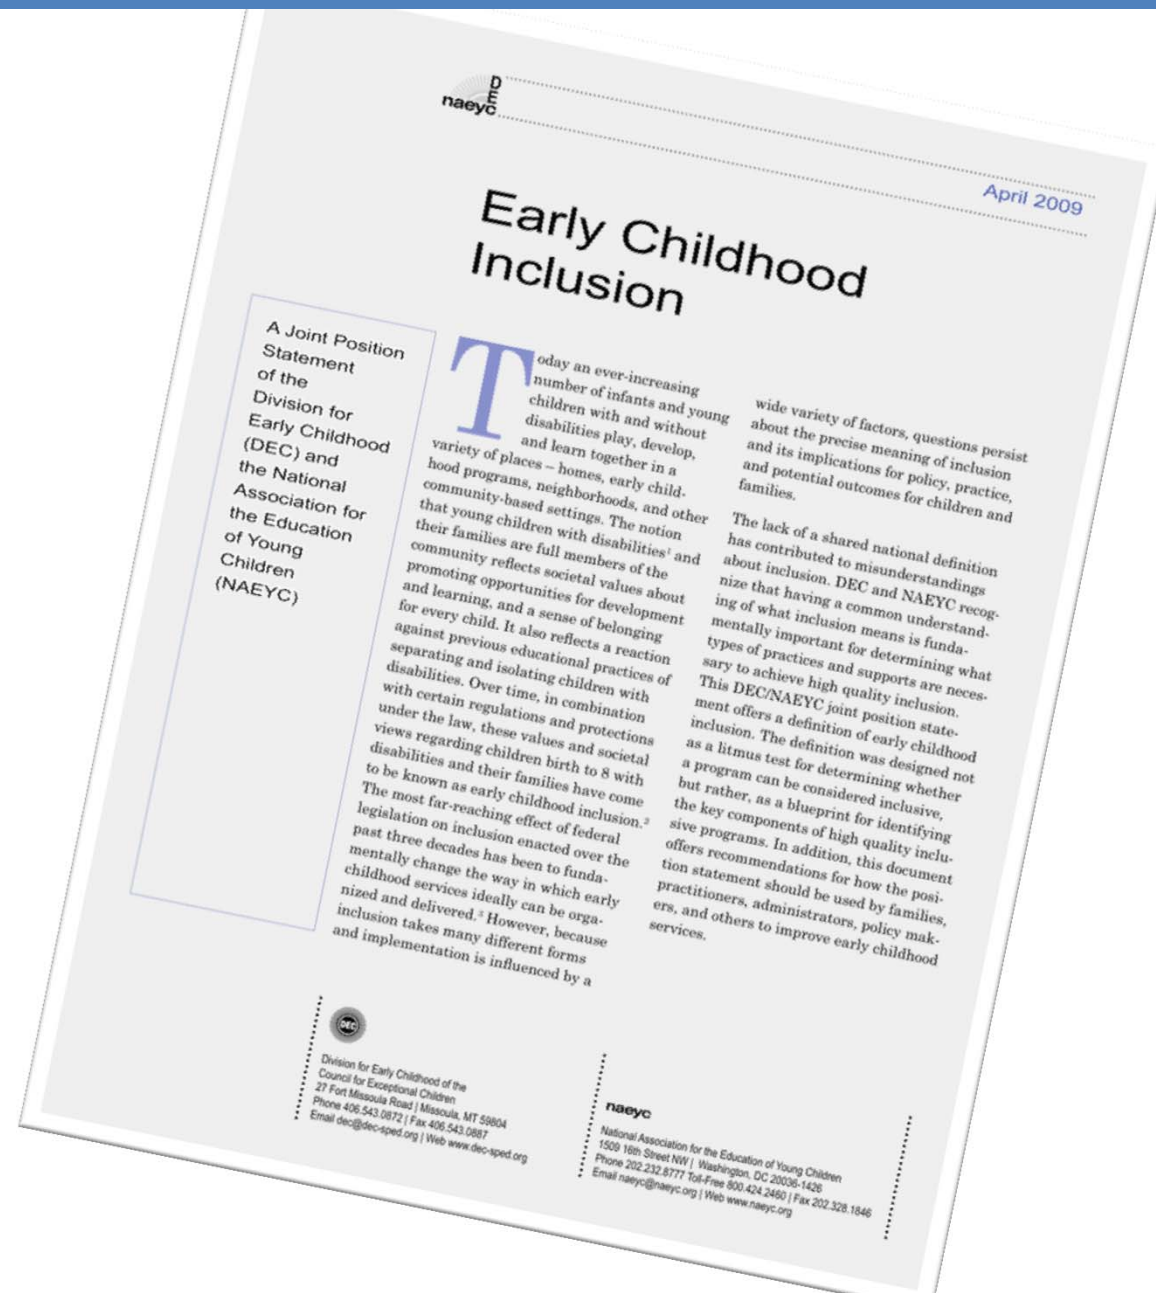 naeyc
DEC
April 2009
Early Childhood
Inclusion
A Joint Position
Statement
of the
Division for
Early Childhood
(DEC) and
the National
Association for
the Education
of Young
Children
(NAEYC)
Today an ever-increasing
number of infants and young
children with and without
disabilities play, develop,
and learn together in a
variety of places – homes, early child-
hood programs, neighborhoods, and other
community-based settings. The notion
that young children with disabilities¹ and
their families are full members of the
community reflects societal values about
promoting opportunities for development
and learning, and a sense of belonging
for every child. It also reflects a reaction
against previous educational practices of
separating and isolating children with
disabilities. Over time, in combination
with certain regulations and protections
under the law, these values and societal
views regarding children birth to 8 with
disabilities and their families have come
to be known as early childhood inclusion.²
The most far-reaching effect of federal
legislation on inclusion enacted over the
past three decades has been to funda-
mentally change the way in which early
childhood services ideally can be orga-
nized and delivered.³ However, because
inclusion takes many different forms
and implementation is influenced by a
wide variety of factors, questions persist
about the precise meaning of inclusion
and its implications for policy, practice,
and potential outcomes for children and
families.
The lack of a shared national definition
has contributed to misunderstandings
about inclusion. DEC and NAEYC recog-
nize that having a common understand-
ing of what inclusion means is funda-
mentally important for determining what
types of practices and supports are neces-
sary to achieve high quality inclusion.
This DEC/NAEYC joint position state-
ment offers a definition of early childhood
inclusion. The definition was designed not
as a litmus test for determining whether
a program can be considered inclusive,
but rather, as a blueprint for identifying
the key components of high quality inclu-
sive programs. In addition, this document
offers recommendations for how the posi-
tion statement should be used by families,
practitioners, administrators, policy mak-
ers, and others to improve early childhood
services.
DEC
Division for Early Childhood of the
Council for Exceptional Children
27 Fort Missoula Road | Missoula, MT 59804
Phone 406.543.0872 | Fax 406.543.0887
Email dec@dec-sped.org | Web www.dec-sped.org
naeyc
National Association for the Education of Young Children
1509 16th Street NW | Washington, DC 20036-1426
Phone 202.232.8777 Toll-Free 800.424.2460 | Fax 202.328.1846
Email naeyc@naeyc.org | Web www.naeyc.org